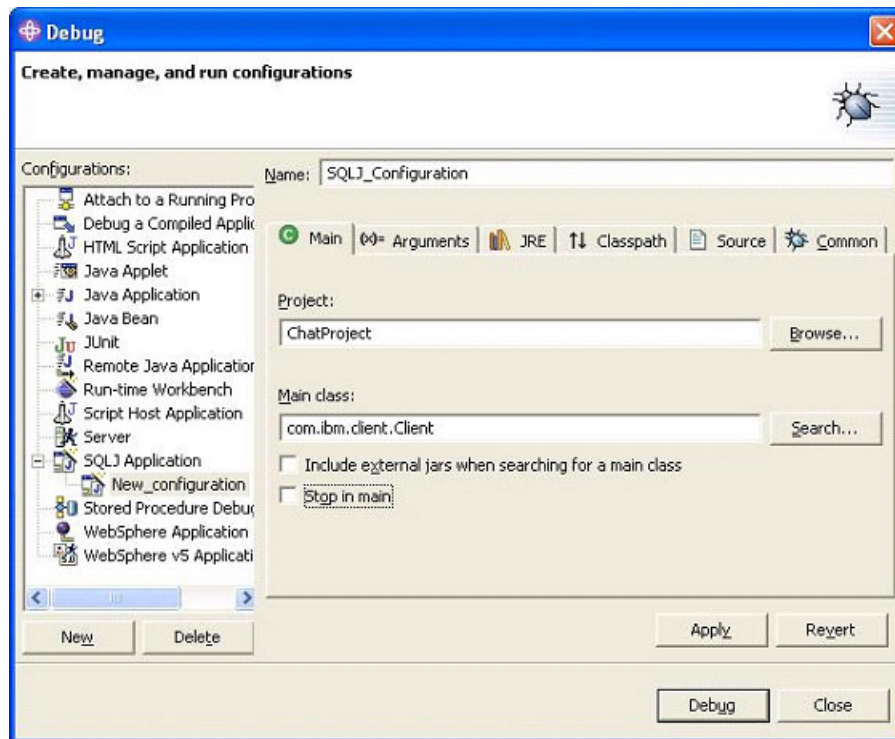 Debug
Create, manage, and run configurations
Configurations:
Attach to a Running Pro
Debug a Compiled Applic
HTML Script Application
Java Applet
Java Application
Java Bean
JUnit
Remote Java Application
Run-time Workbench
Script Host Application
Server
SQLJ Application
New_configuration
Stored Procedure Debug
WebSphere Application
WebSphere v5 Applicati
New
Delete
Name: SQLJ_Configuration
Main (x)= Arguments JRE Classpath Source Common
Project:
ChatProject
Browse...
Main class:
com.ibm.client.Client
Search...
Include external jars when searching for a main class
Stop in main
Apply
Revert
Debug
Close